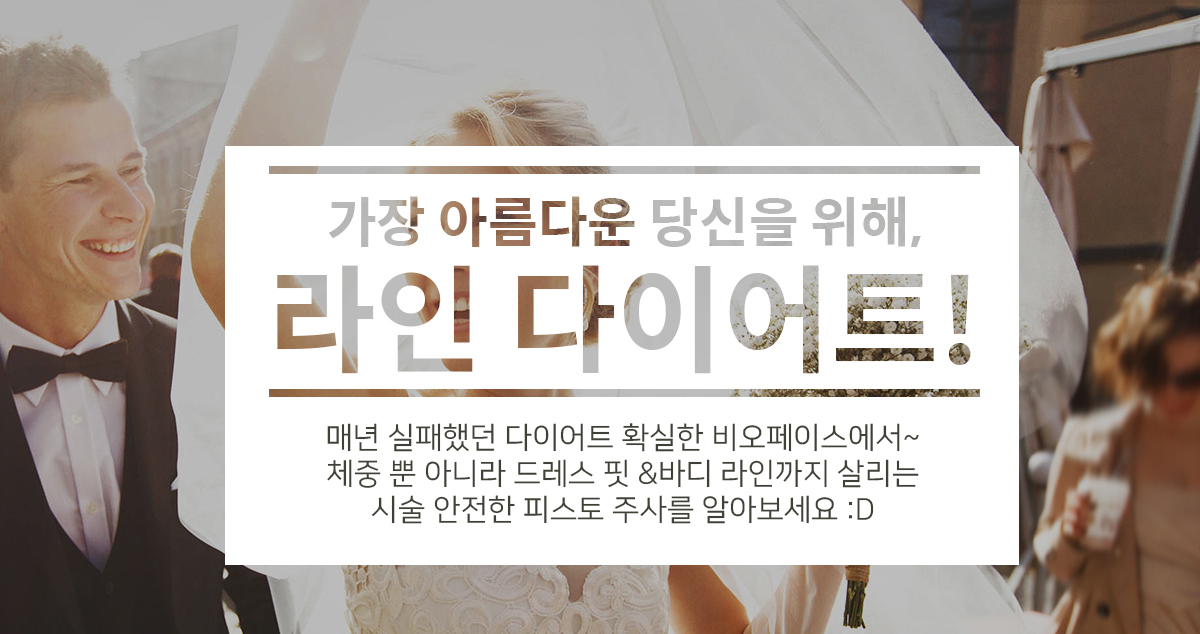 가장 아름다운 당신을 위해,
라인 다이어트!
매년 실패했던 다이어트 확실한 비오페이스에서~
체중 뿐 아니라 드레스 핏 &바디 라인까지 살리는
시술 안전한 피스토 주사를 알아보세요 :D